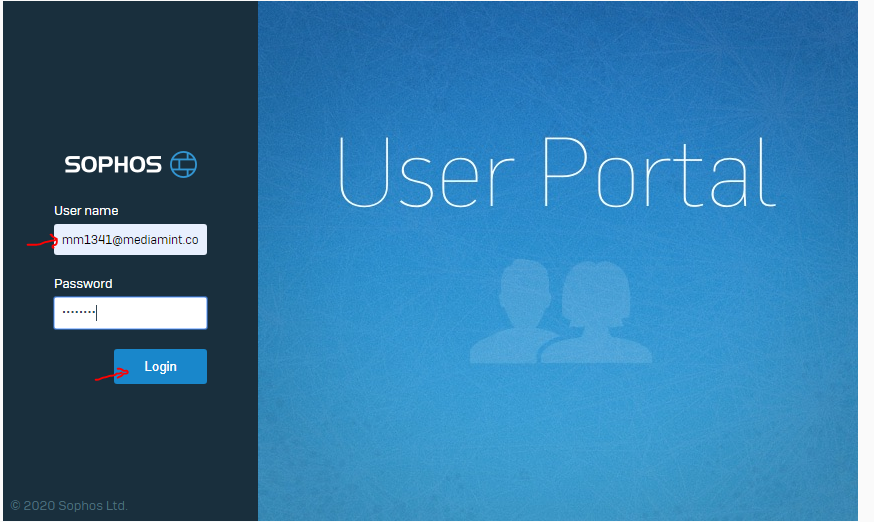 SOPHOS
User name
mm1341@mediamint.co
Password
••••••••
Login
User Portal
© 2020 Sophos Ltd.